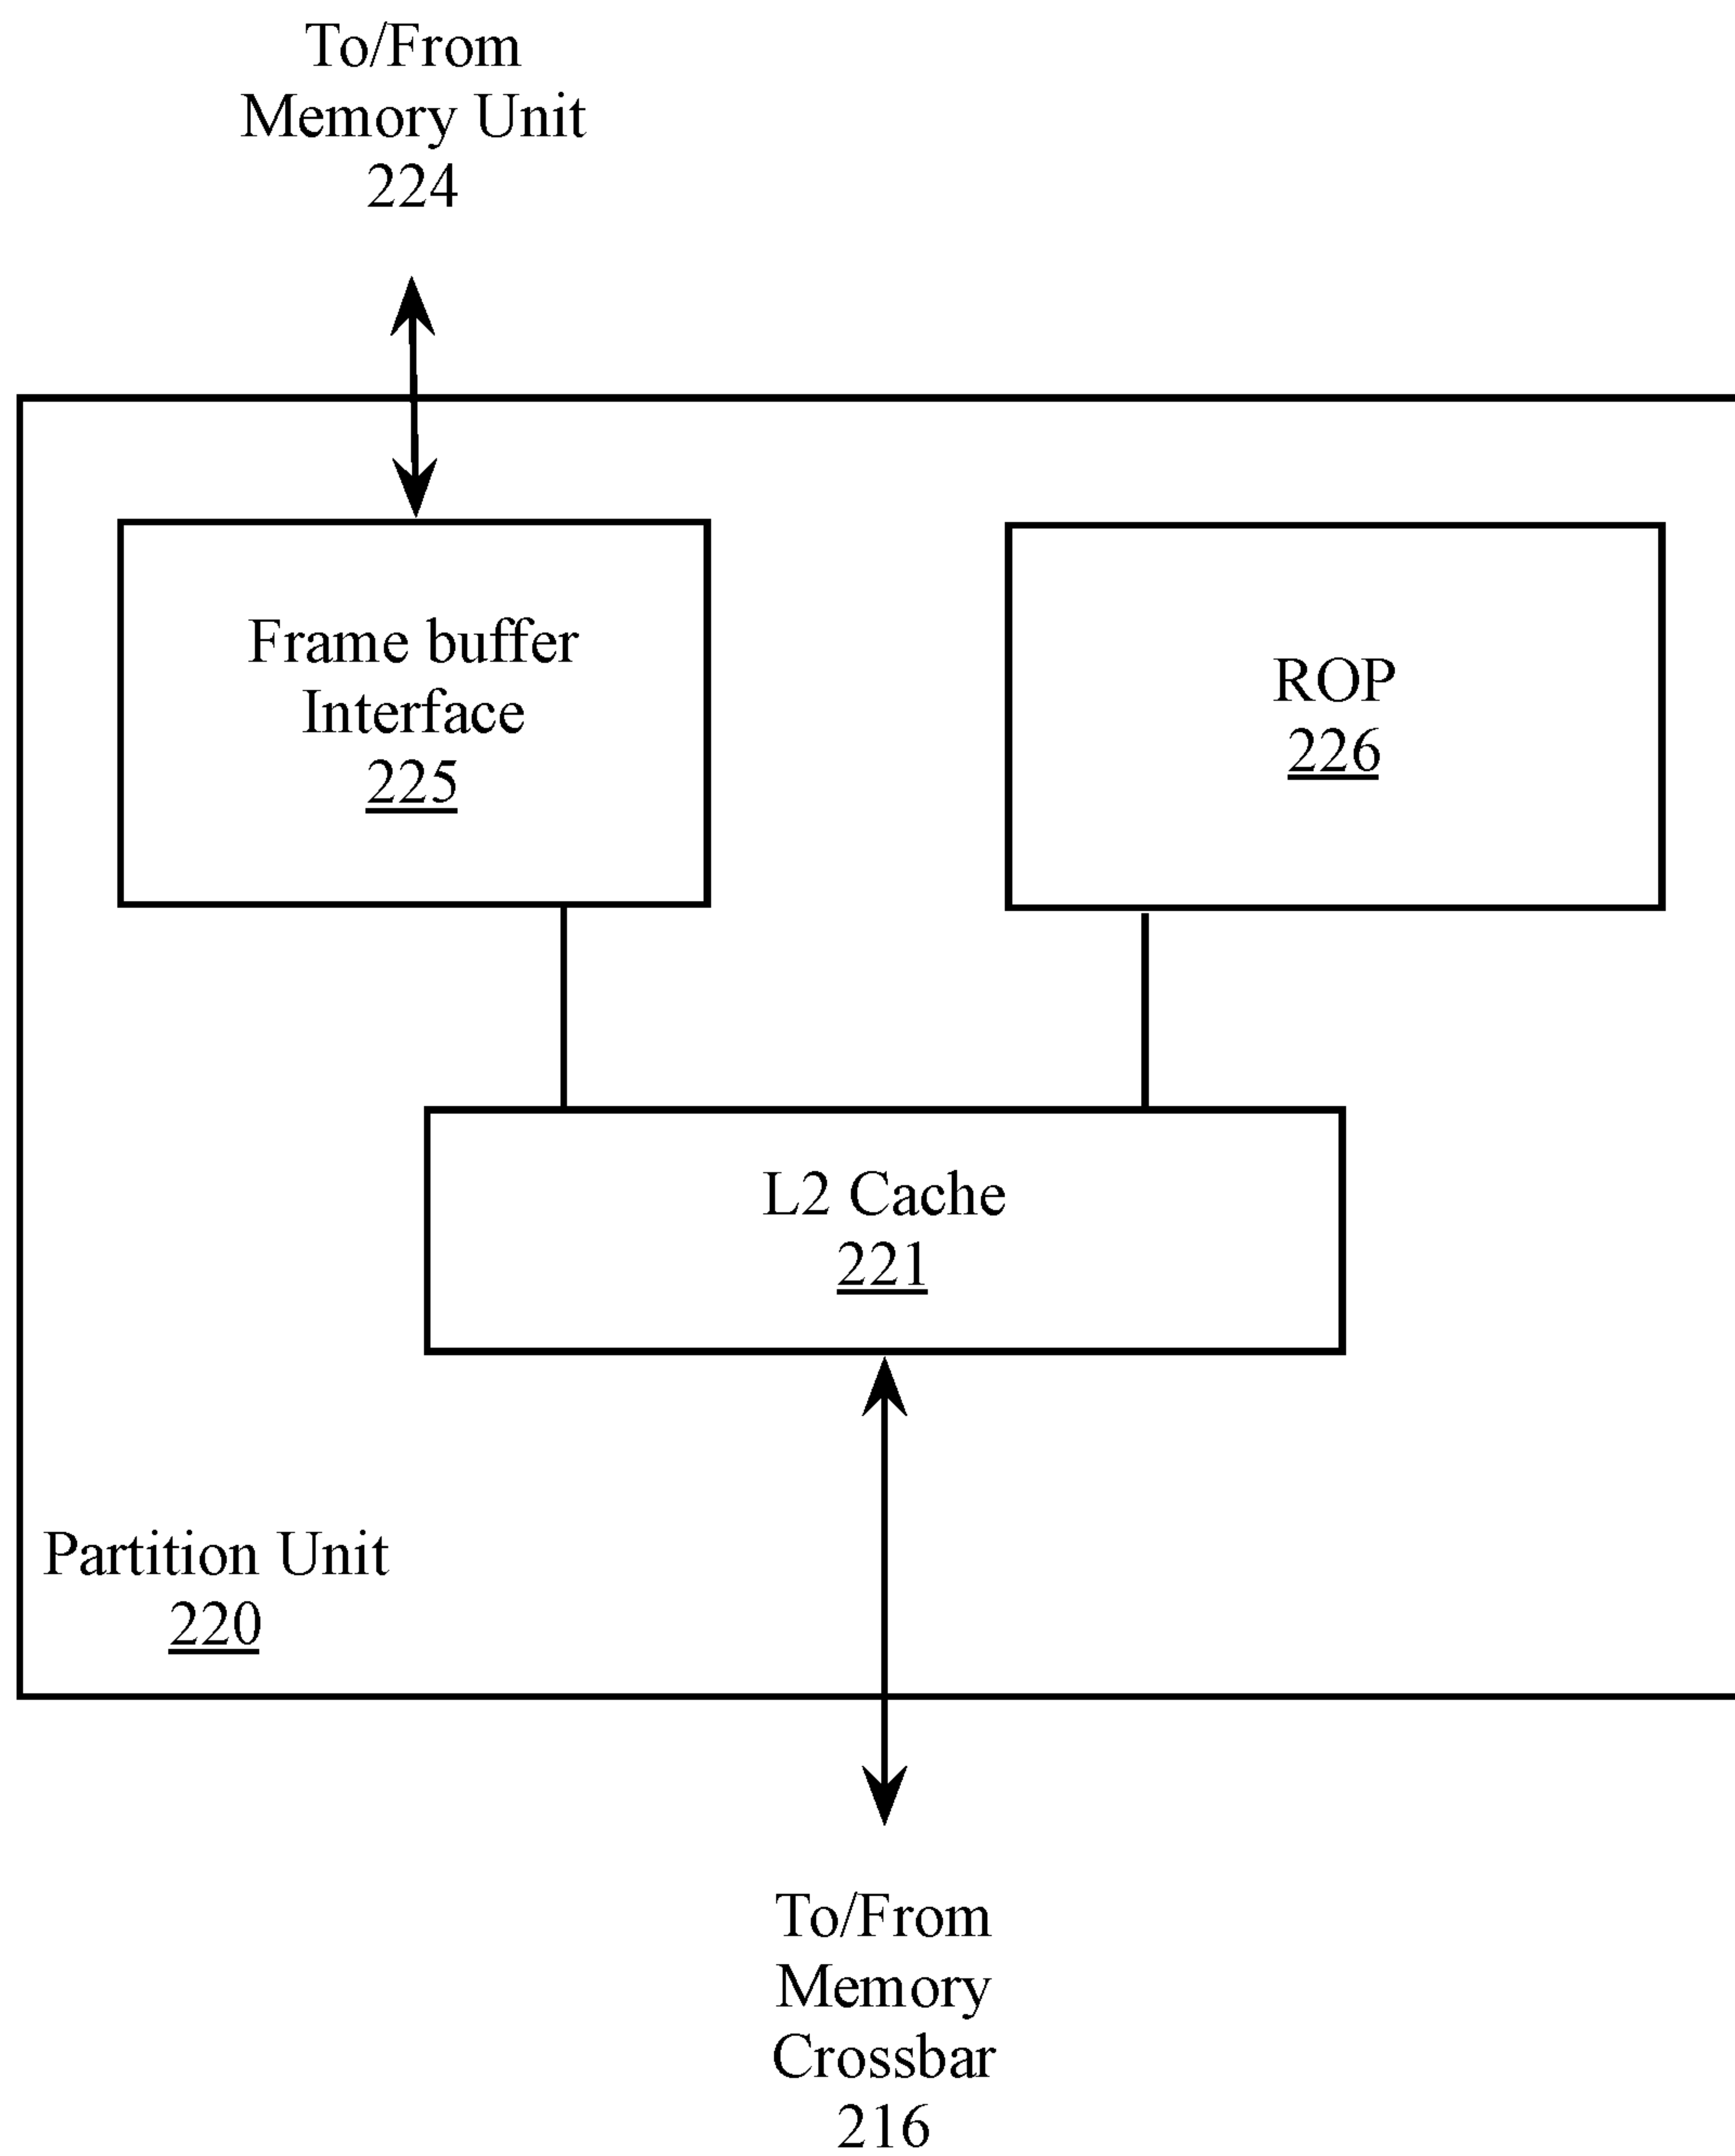 To/From
Memory Unit
224
Frame buffer
Interface
225
ROP
226
L2 Cache
221
Partition Unit
220
To/From
Memory
Crossbar
216